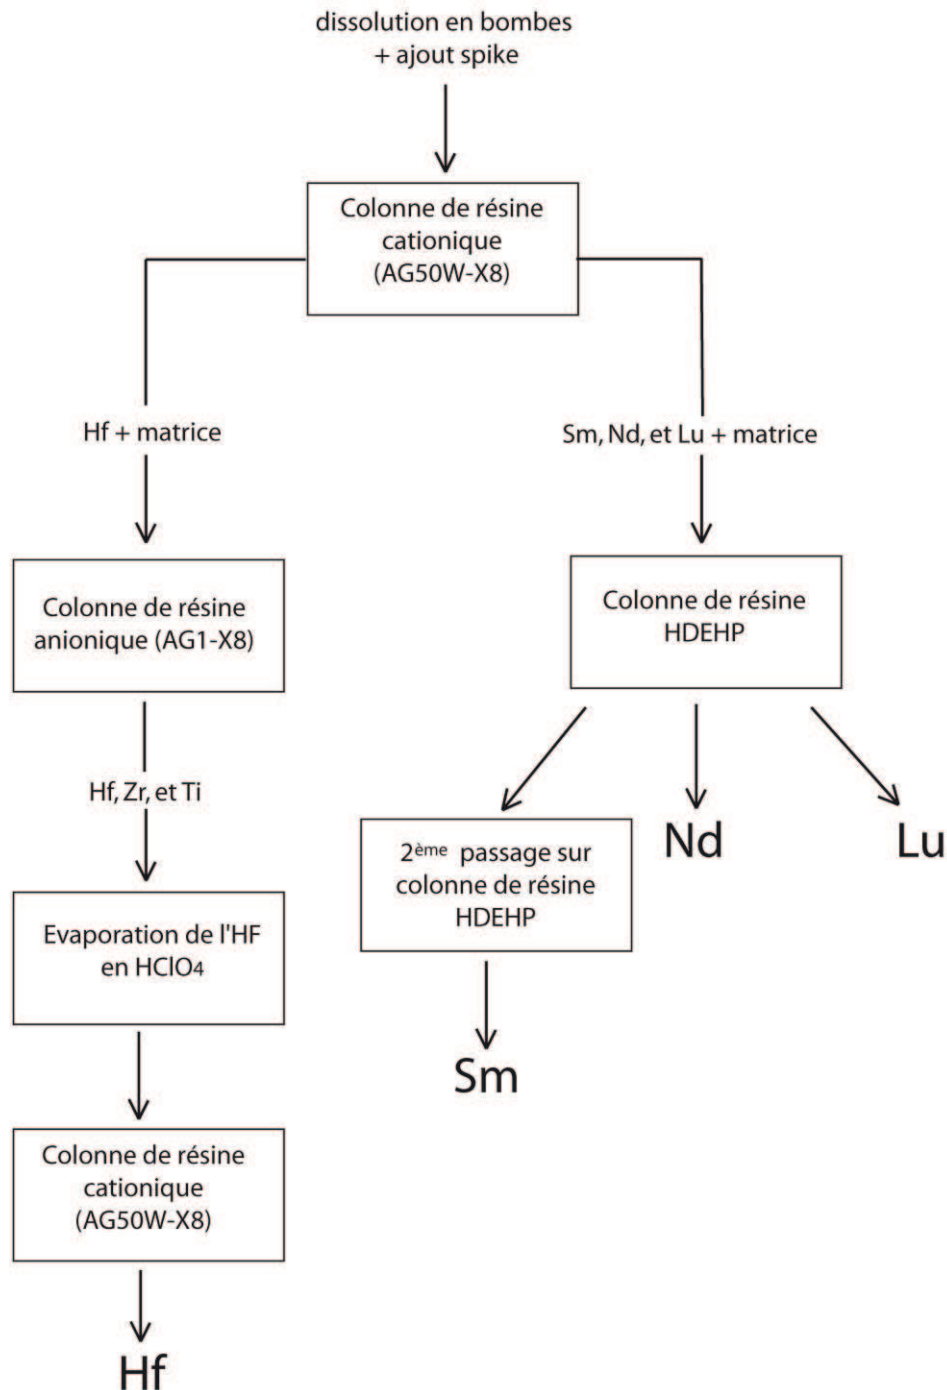 dissolution en bombes
+ ajout spike
Colonne de résine
cationique
(AG50W-X8)
Hf + matrice
Sm, Nd, et Lu + matrice
Colonne de résine
anionique (AG1-X8)
Colonne de résine
HDEHP
Hf, Zr, et Ti
2ème passage sur
colonne de résine
HDEHP
Nd
Lu
Evaporation de l'HF
en HClO4
Sm
Colonne de résine
cationique
(AG50W-X8)
Hf